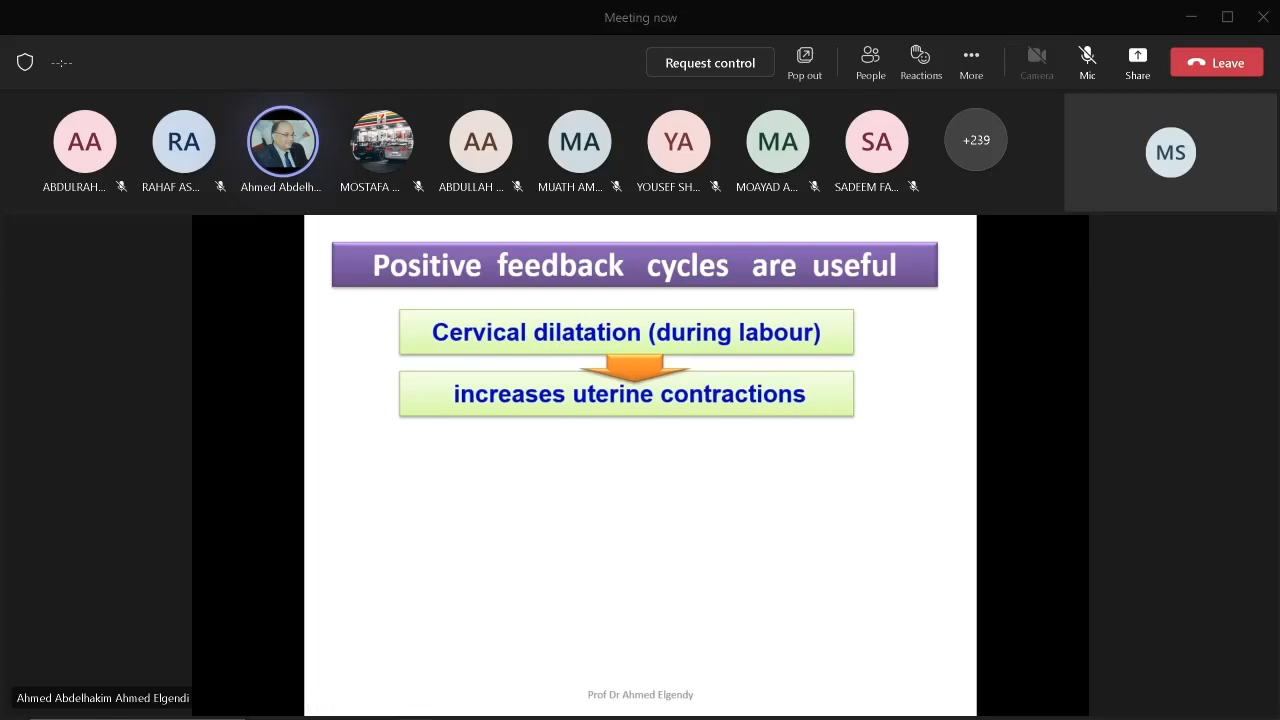 Meeting now
--:--
Request control
Pop out
People
Reactions
More
Camera
Mic
Share
Leave
AA
RA
AA
MA
YA
MA
SA
+239
MS
ABDULRAH...
RAHAF AS...
Ahmed Abdelh...
MOSTAFA ...
ABDULLAH ...
MUATH AM...
YOUSEF SH...
MOAYAD A...
SADEEM FA...
Positive feedback cycles are useful
Cervical dilatation (during labour)
increases uterine contractions
Prof Dr Ahmed Elgendy
Ahmed Abdelhakim Ahmed Elgendi